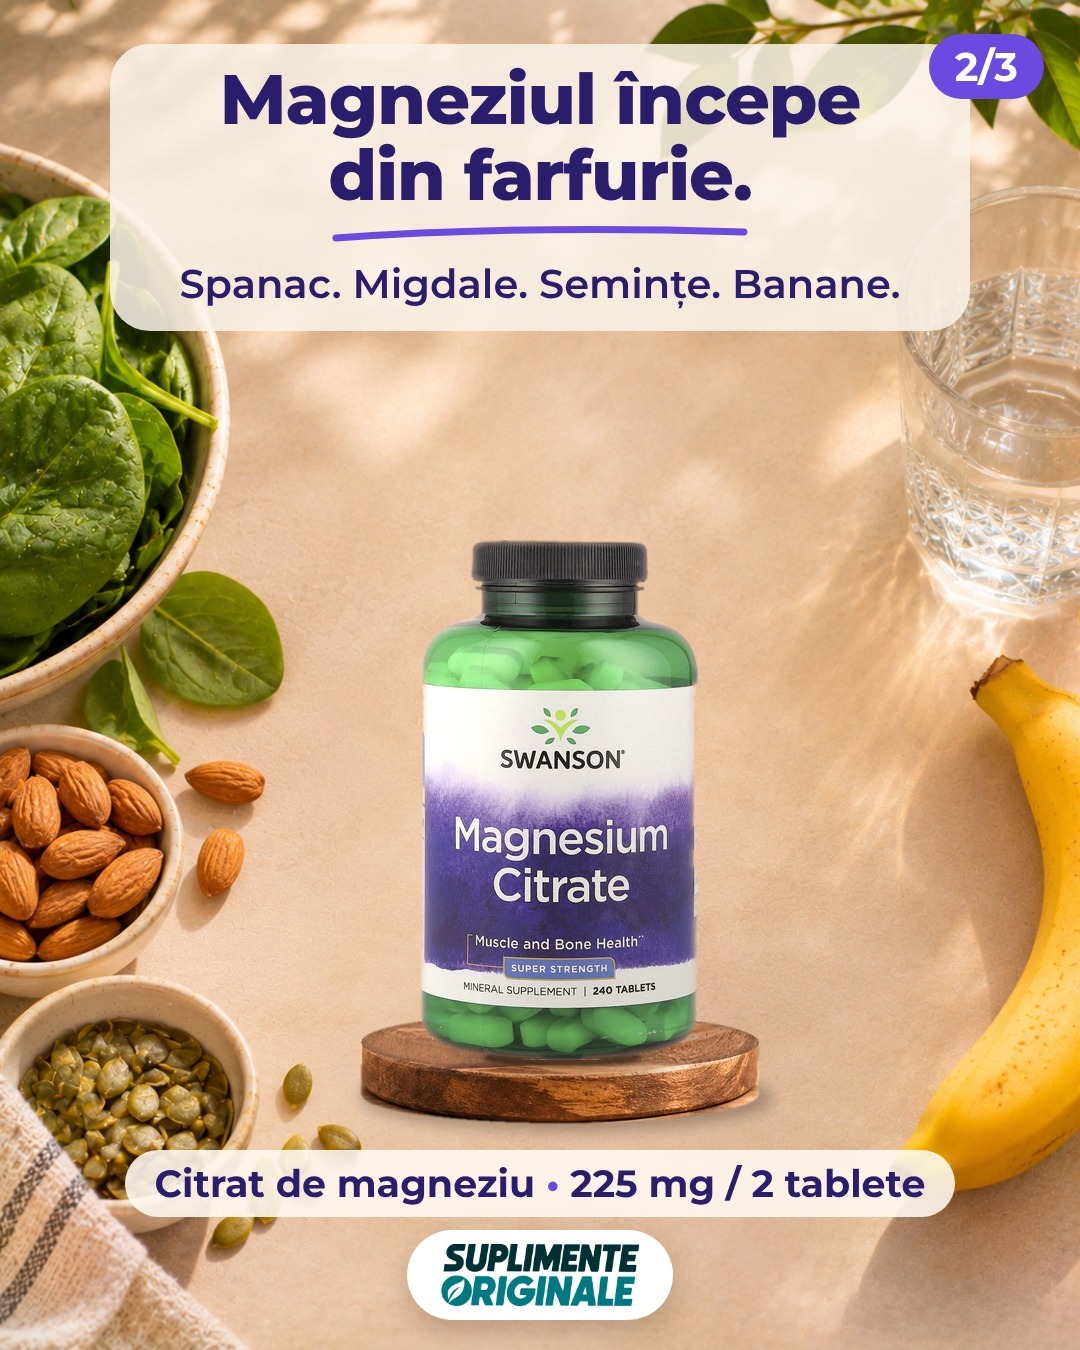 2/3
Magneziul începe
din farfurie.
Spanac. Migdale. Semințe. Banane.
SWANSON®
Magnesium
Citrate
Muscle and Bone Health**
SUPER STRENGTH
MINERAL SUPPLEMENT | 240 TABLETS
Citrat de magneziu • 225 mg / 2 tablete
SUPLIMENTE
ORIGINALE